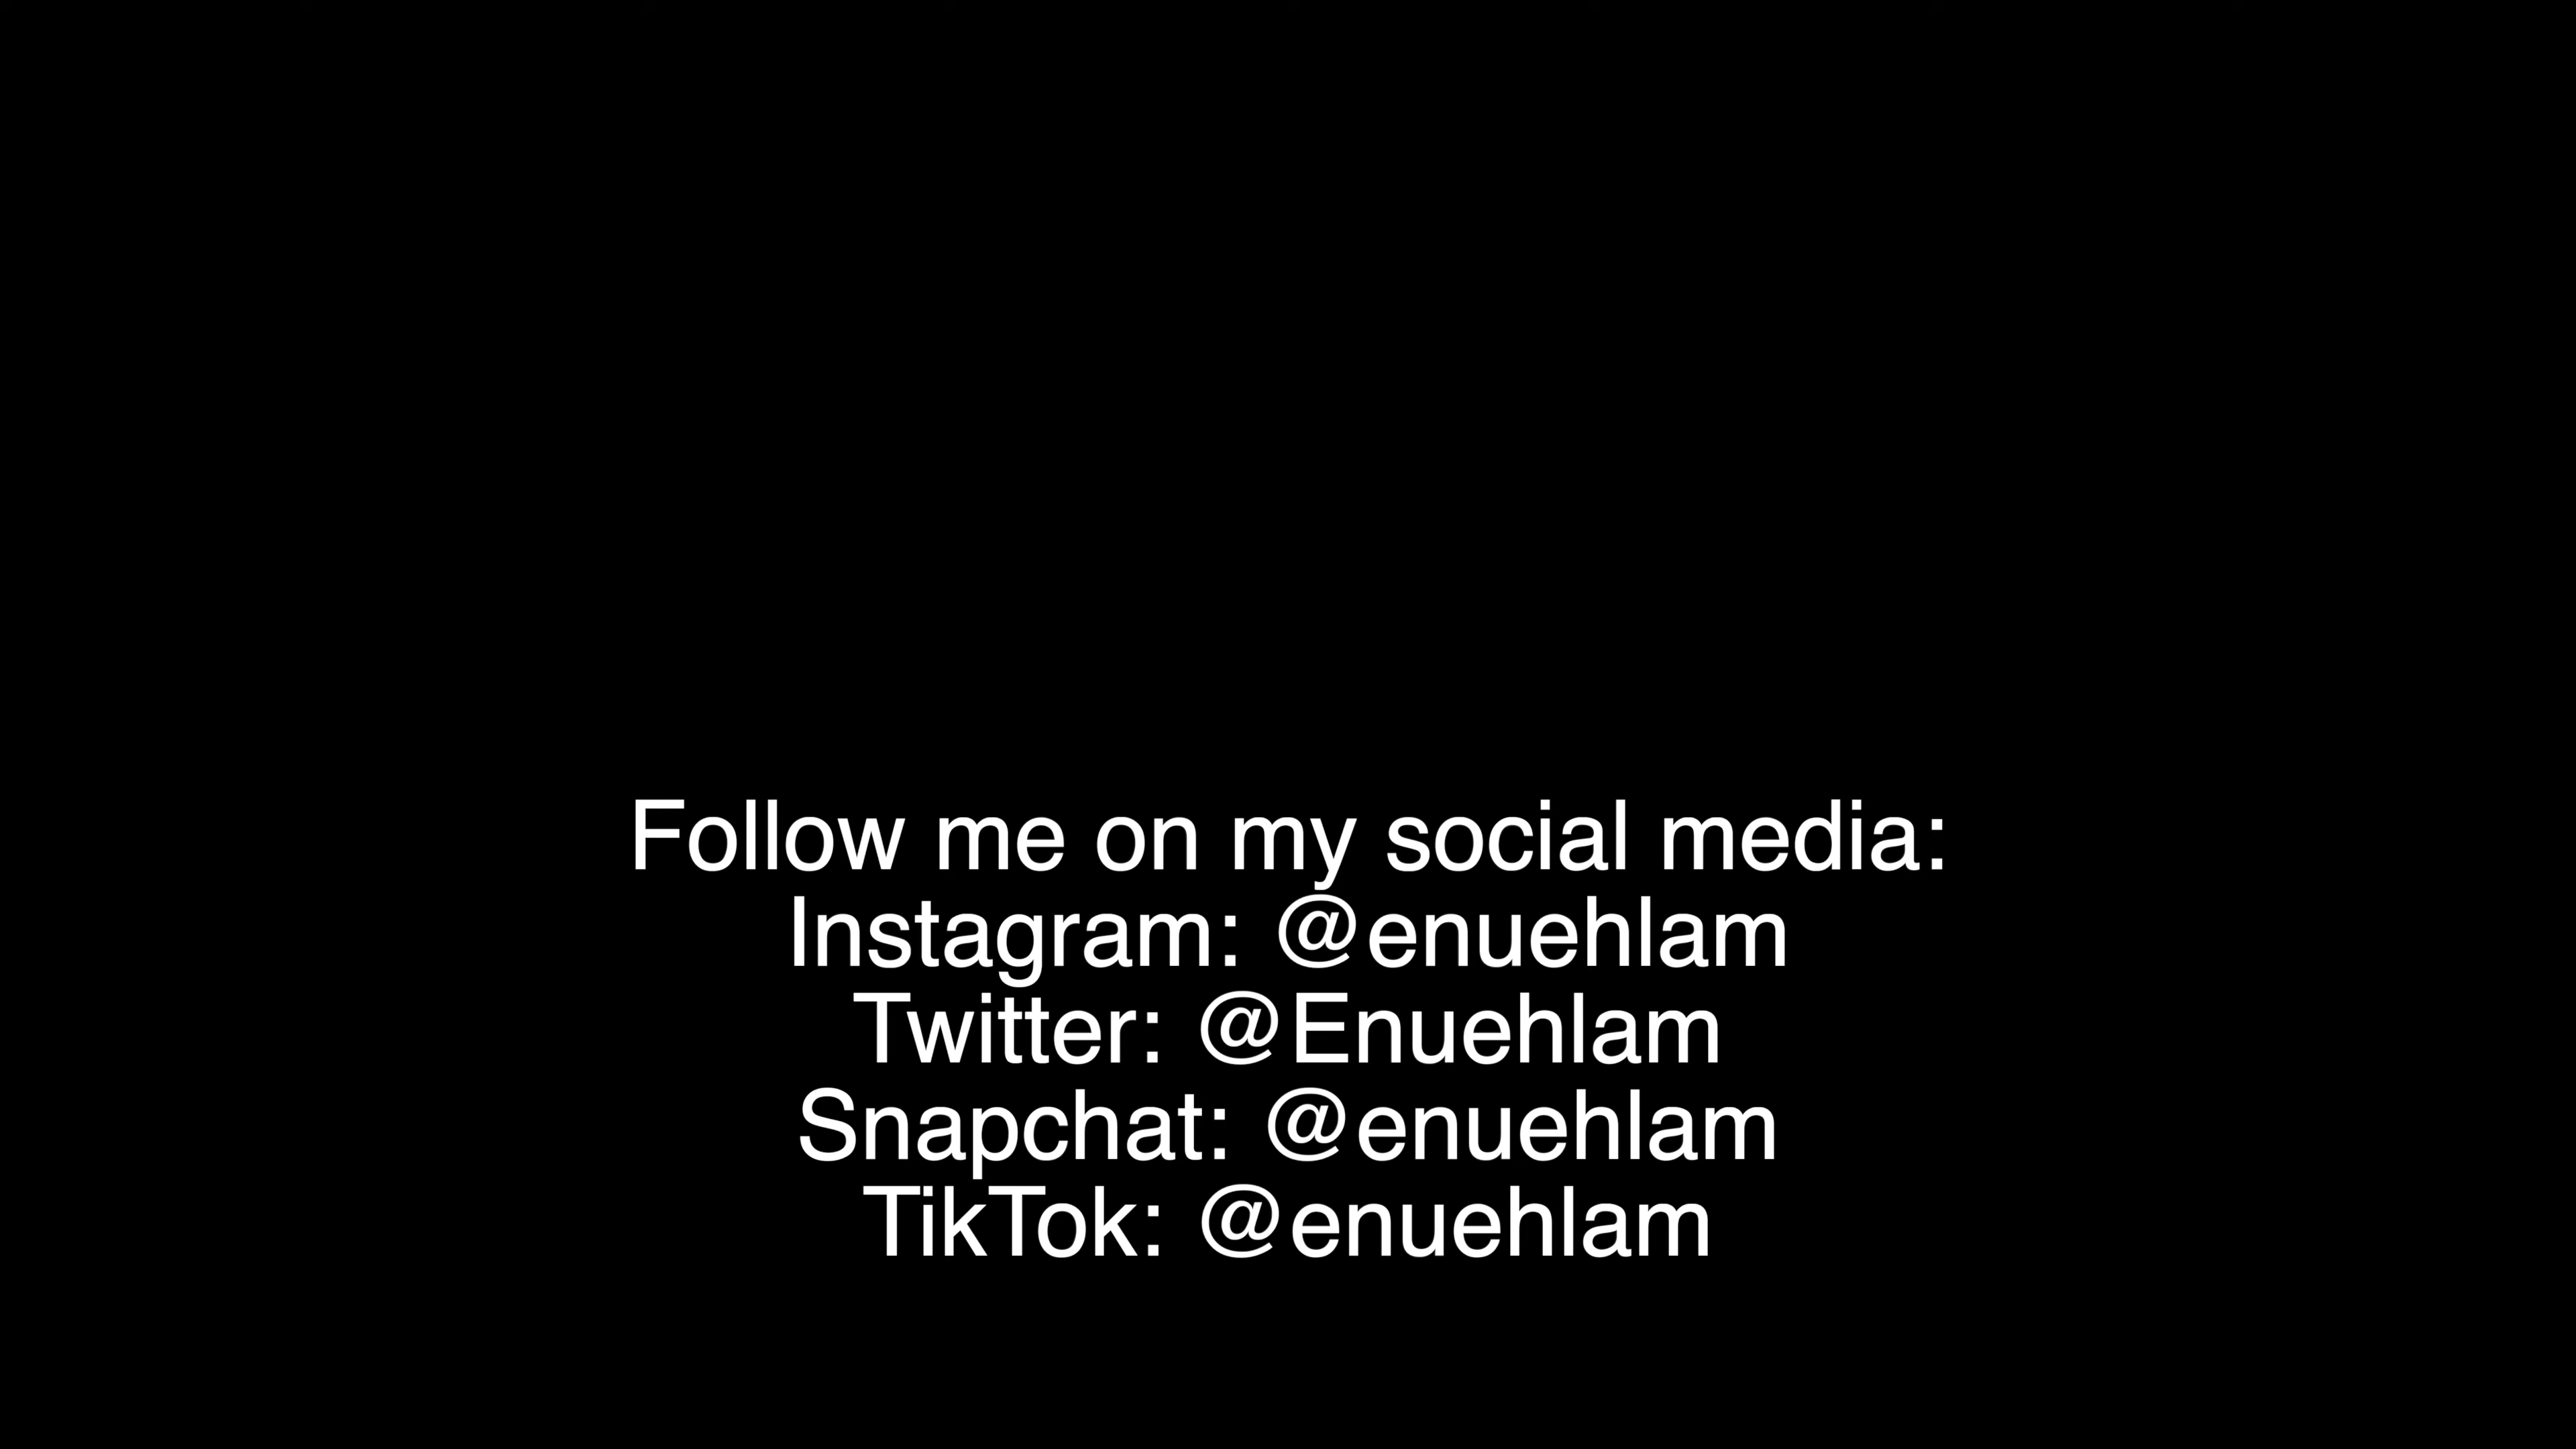 Follow me on my social media:
Instagram: @enuehlam
Twitter: @Enuehlam
Snapchat: @enuehlam
TikTok: @enuehlam